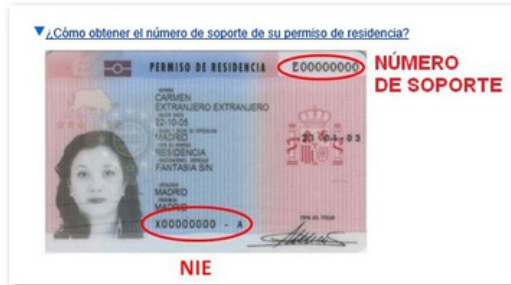 ¿Cómo obtener el número de soporte de su permiso de residencia?
PERMISO DE RESIDENCIA E00000000
NÚMERO
DE SOPORTE
CARMEN
EXTRANJERO EXTRANJERO
22-10-05
MADRID
RESIDENCIA
FANTASIA S/N
MADRID
MADRID
X00000000 - A
NIE